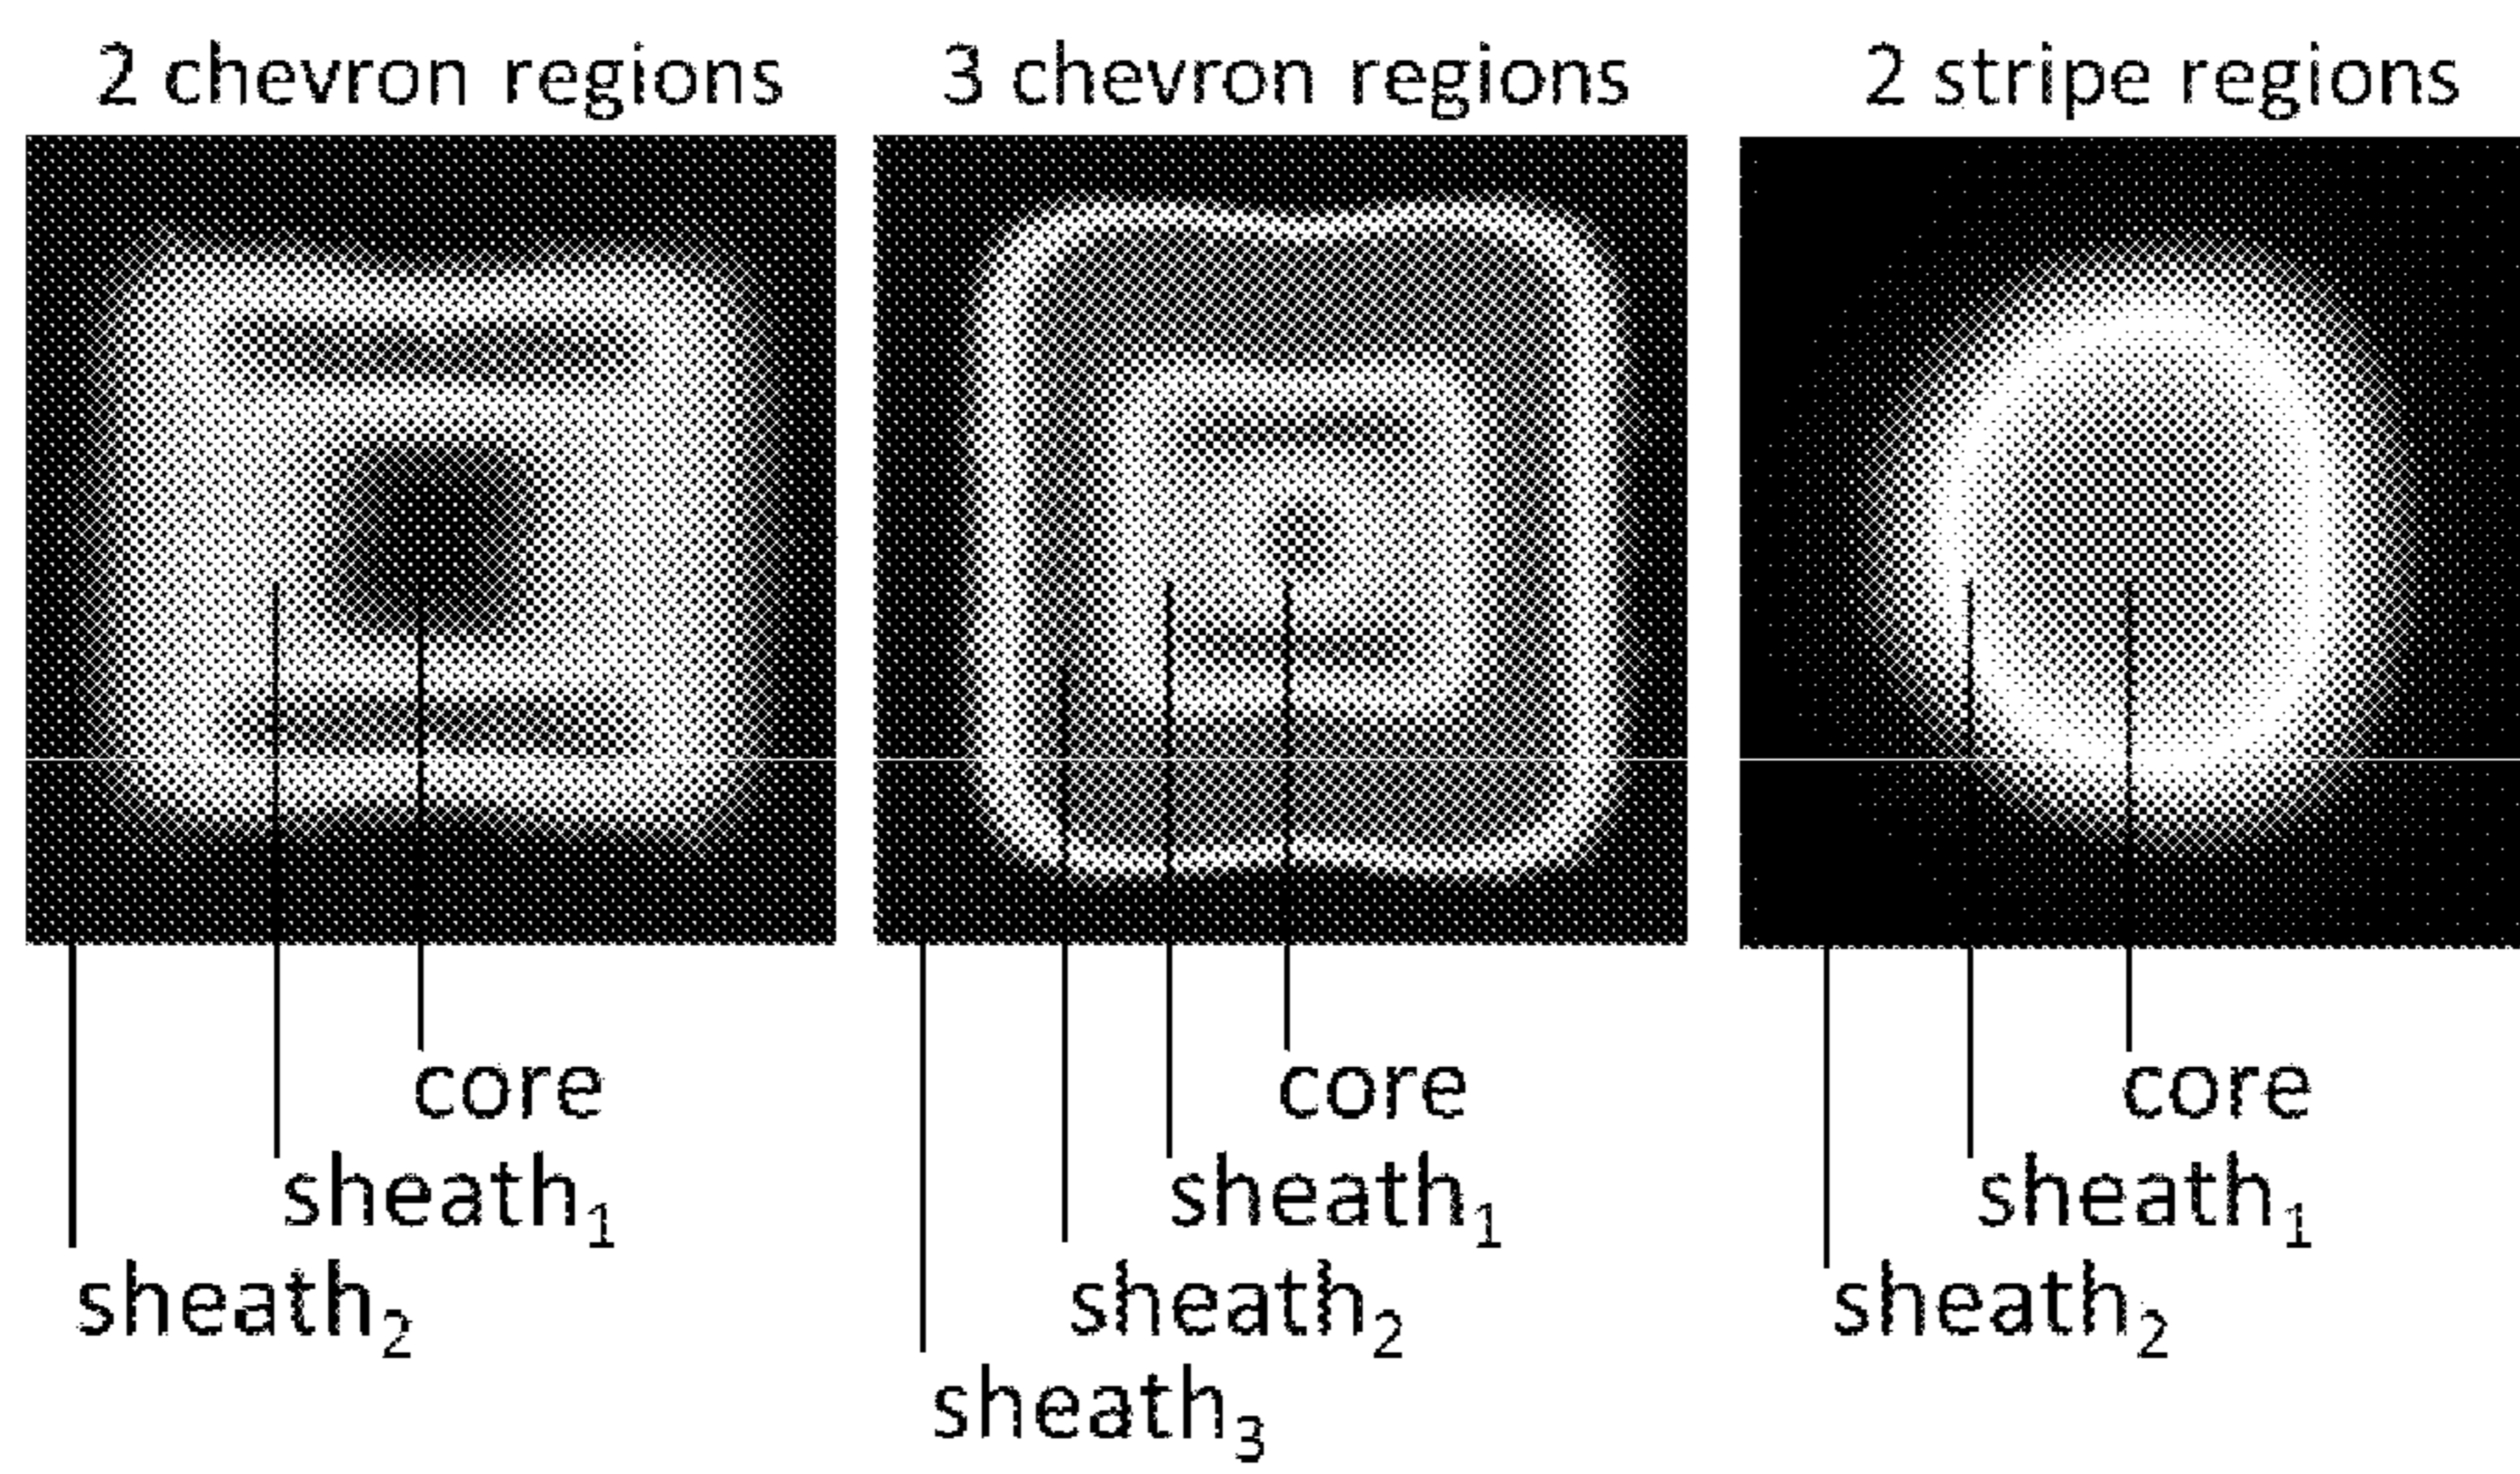 2 chevron regions
3 chevron regions
2 stripe regions
core
sheath₁
sheath₂
core
sheath₁
sheath₂
sheath₃
core
sheath₁
sheath₂